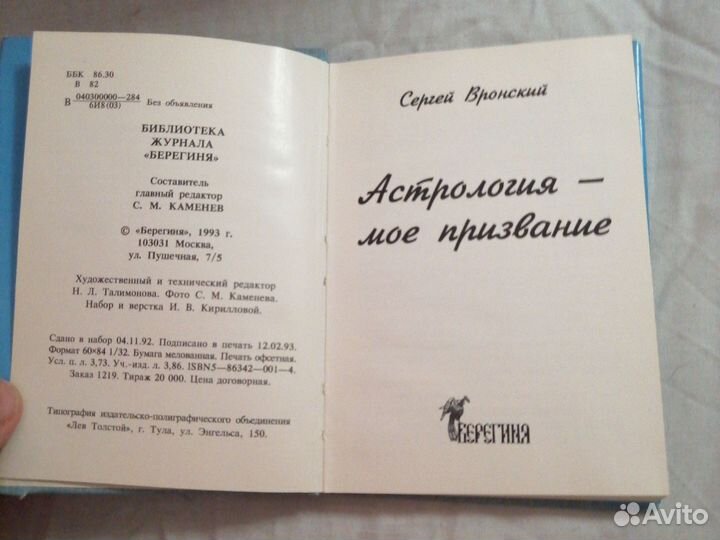 ББК 86.30
В 82
В 040300000—284
6И8(03) Без объявления
БИБЛИОТЕКА
ЖУРНАЛА
«БЕРЕГИНЯ»
Составитель
главный редактор
С. М. КАМЕНЕВ
© «Берегиня», 1993 г.
103031 Москва,
ул. Пушечная, 7/5
Художественный и технический редактор
Н. Л. Талимонова. Фото С. М. Каменева.
Набор и верстка И. В. Кирилловой.
Сдано в набор 04.11.92. Подписано в печать 12.02.93.
Формат 60×84 1/32. Бумага мелованная. Печать офсетная.
Усл. п. л. 3,73. Уч.-изд. л. 3,86. ISBN5—86342—001—4.
Заказ 1219. Тираж 20 000. Цена договорная.
Типография издательско-полиграфического объединения
«Лев Толстой», г. Тула, ул. Энгельса, 150.
Сергей Вронский
Астрология —
мое призвание
БЕРЕГИНЯ
Avito